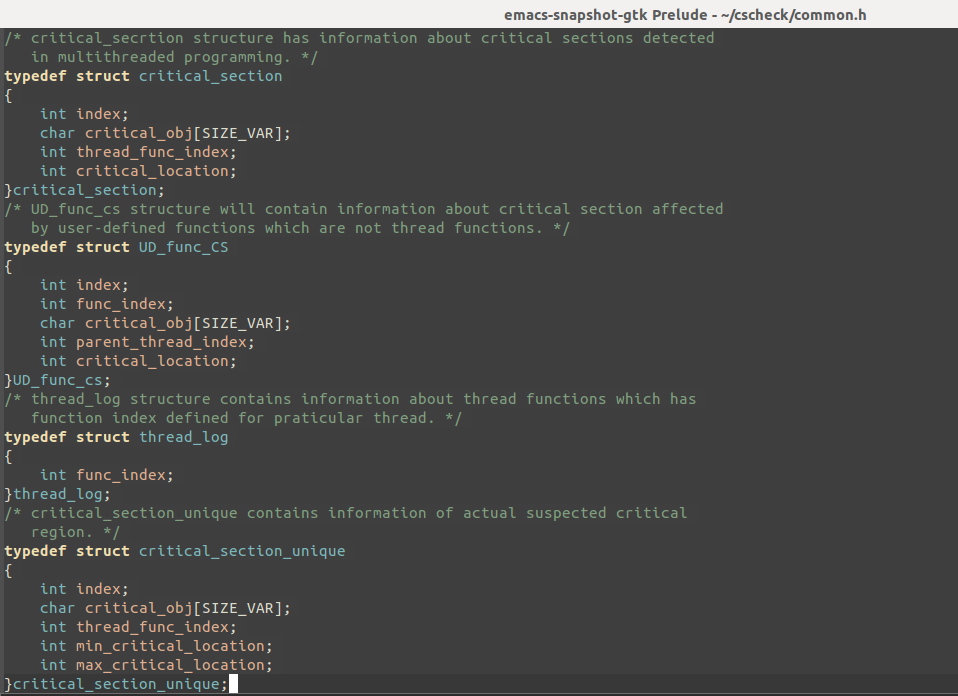 emacs-snapshot-gtk Prelude - ~/cscheck/common.h
/* critical_secrtion structure has information about critical sections detected
   in multithreaded programming. */
typedef struct critical_section
{
    int index;
    char critical_obj[SIZE_VAR];
    int thread_func_index;
    int critical_location;
}critical_section;
/* UD_func_cs structure will contain information about critical section affected
   by user-defined functions which are not thread functions. */
typedef struct UD_func_CS
{
    int index;
    int func_index;
    char critical_obj[SIZE_VAR];
    int parent_thread_index;
    int critical_location;
}UD_func_cs;
/* thread_log structure contains information about thread functions which has
   function index defined for praticular thread. */
typedef struct thread_log
{
    int func_index;
}thread_log;
/* critical_section_unique contains information of actual suspected critical
   region. */
typedef struct critical_section_unique
{
    int index;
    char critical_obj[SIZE_VAR];
    int thread_func_index;
    int min_critical_location;
    int max_critical_location;
}critical_section_unique;